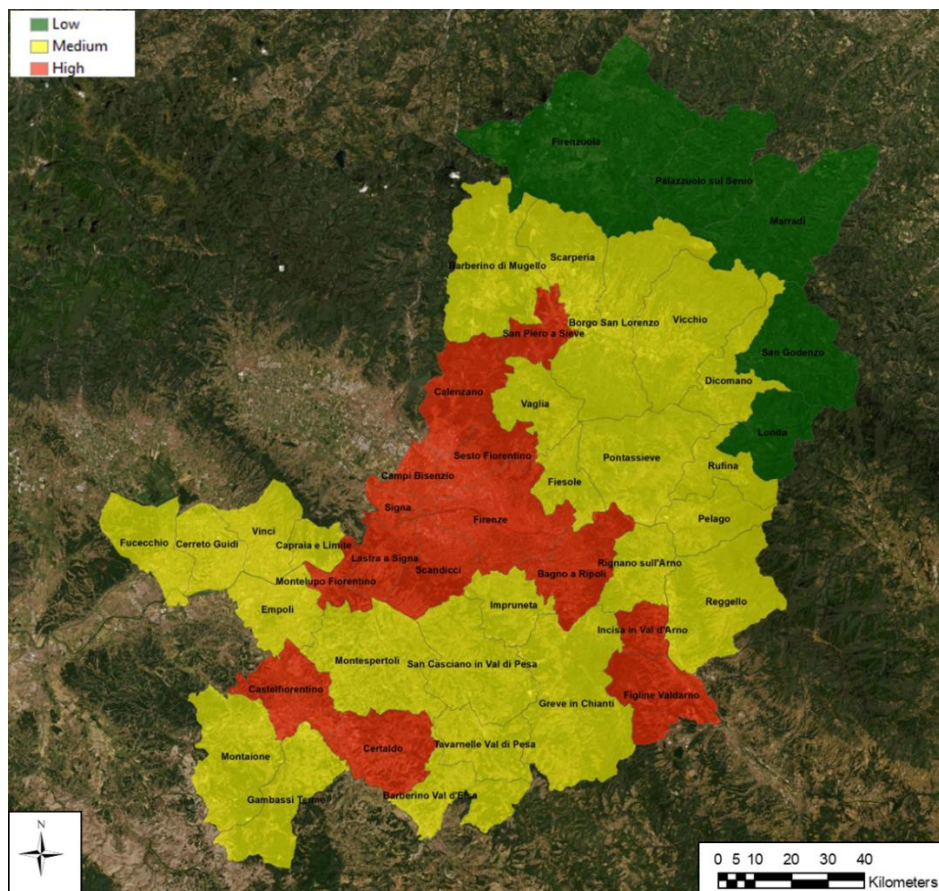 Low
Medium
High
Firenzuola
Palazzuolo sul Senio
Marradi
Scarperia
Barberino di Mugello
Vicchio
Borgo San Lorenzo
San Piero a Sieve
San Godenzo
Dicomano
Calenzano
Vaglia
Londa
Sesto Fiorentino
Pontassieve
Rufina
Campi Bisenzio
Fiesole
Signa
Firenze
Pelago
Vinci
Fucecchio
Cerreto Guidi
Capraia e Limite
Lastra a Signa
Scandicci
Bagno a Ripoli
Rignano sull'Arno
Montelupo Fiorentino
Impruneta
Reggello
Empoli
Incisa in Val d'Arno
Montespertoli
San Casciano in Val di Pesa
Castelfiorentino
Figline Valdarno
Greve in Chianti
Certaldo
Tavarnelle Val di Pesa
Montaione
Barberino Val d'Elsa
Gambassi Terme
N
0 5 10 20 30 40
Kilometers